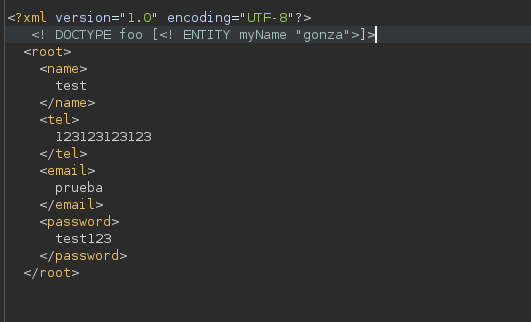 <?xml version="1.0" encoding="UTF-8"?>
<! DOCTYPE foo [<! ENTITY myName "gonza">]>
<root>
<name>
test
</name>
<tel>
123123123123
</tel>
<email>
prueba
</email>
<password>
test123
</password>
</root>